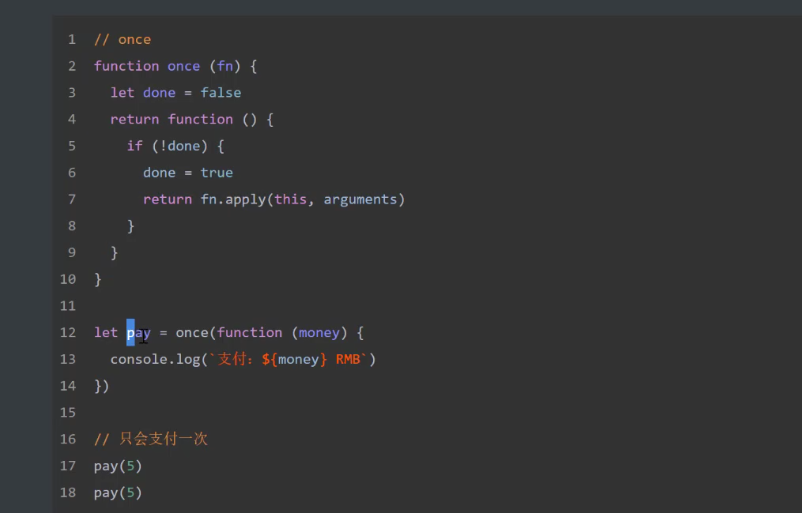 1 // once
2 function once (fn) {
3   let done = false
4   return function () {
5     if (!done) {
6       done = true
7       return fn.apply(this, arguments)
8     }
9   }
10 }
11
12 let pay = once(function (money) {
13   console.log(`支付: ${money} RMB`)
14 })
15
16 // 只会支付一次
17 pay(5)
18 pay(5)